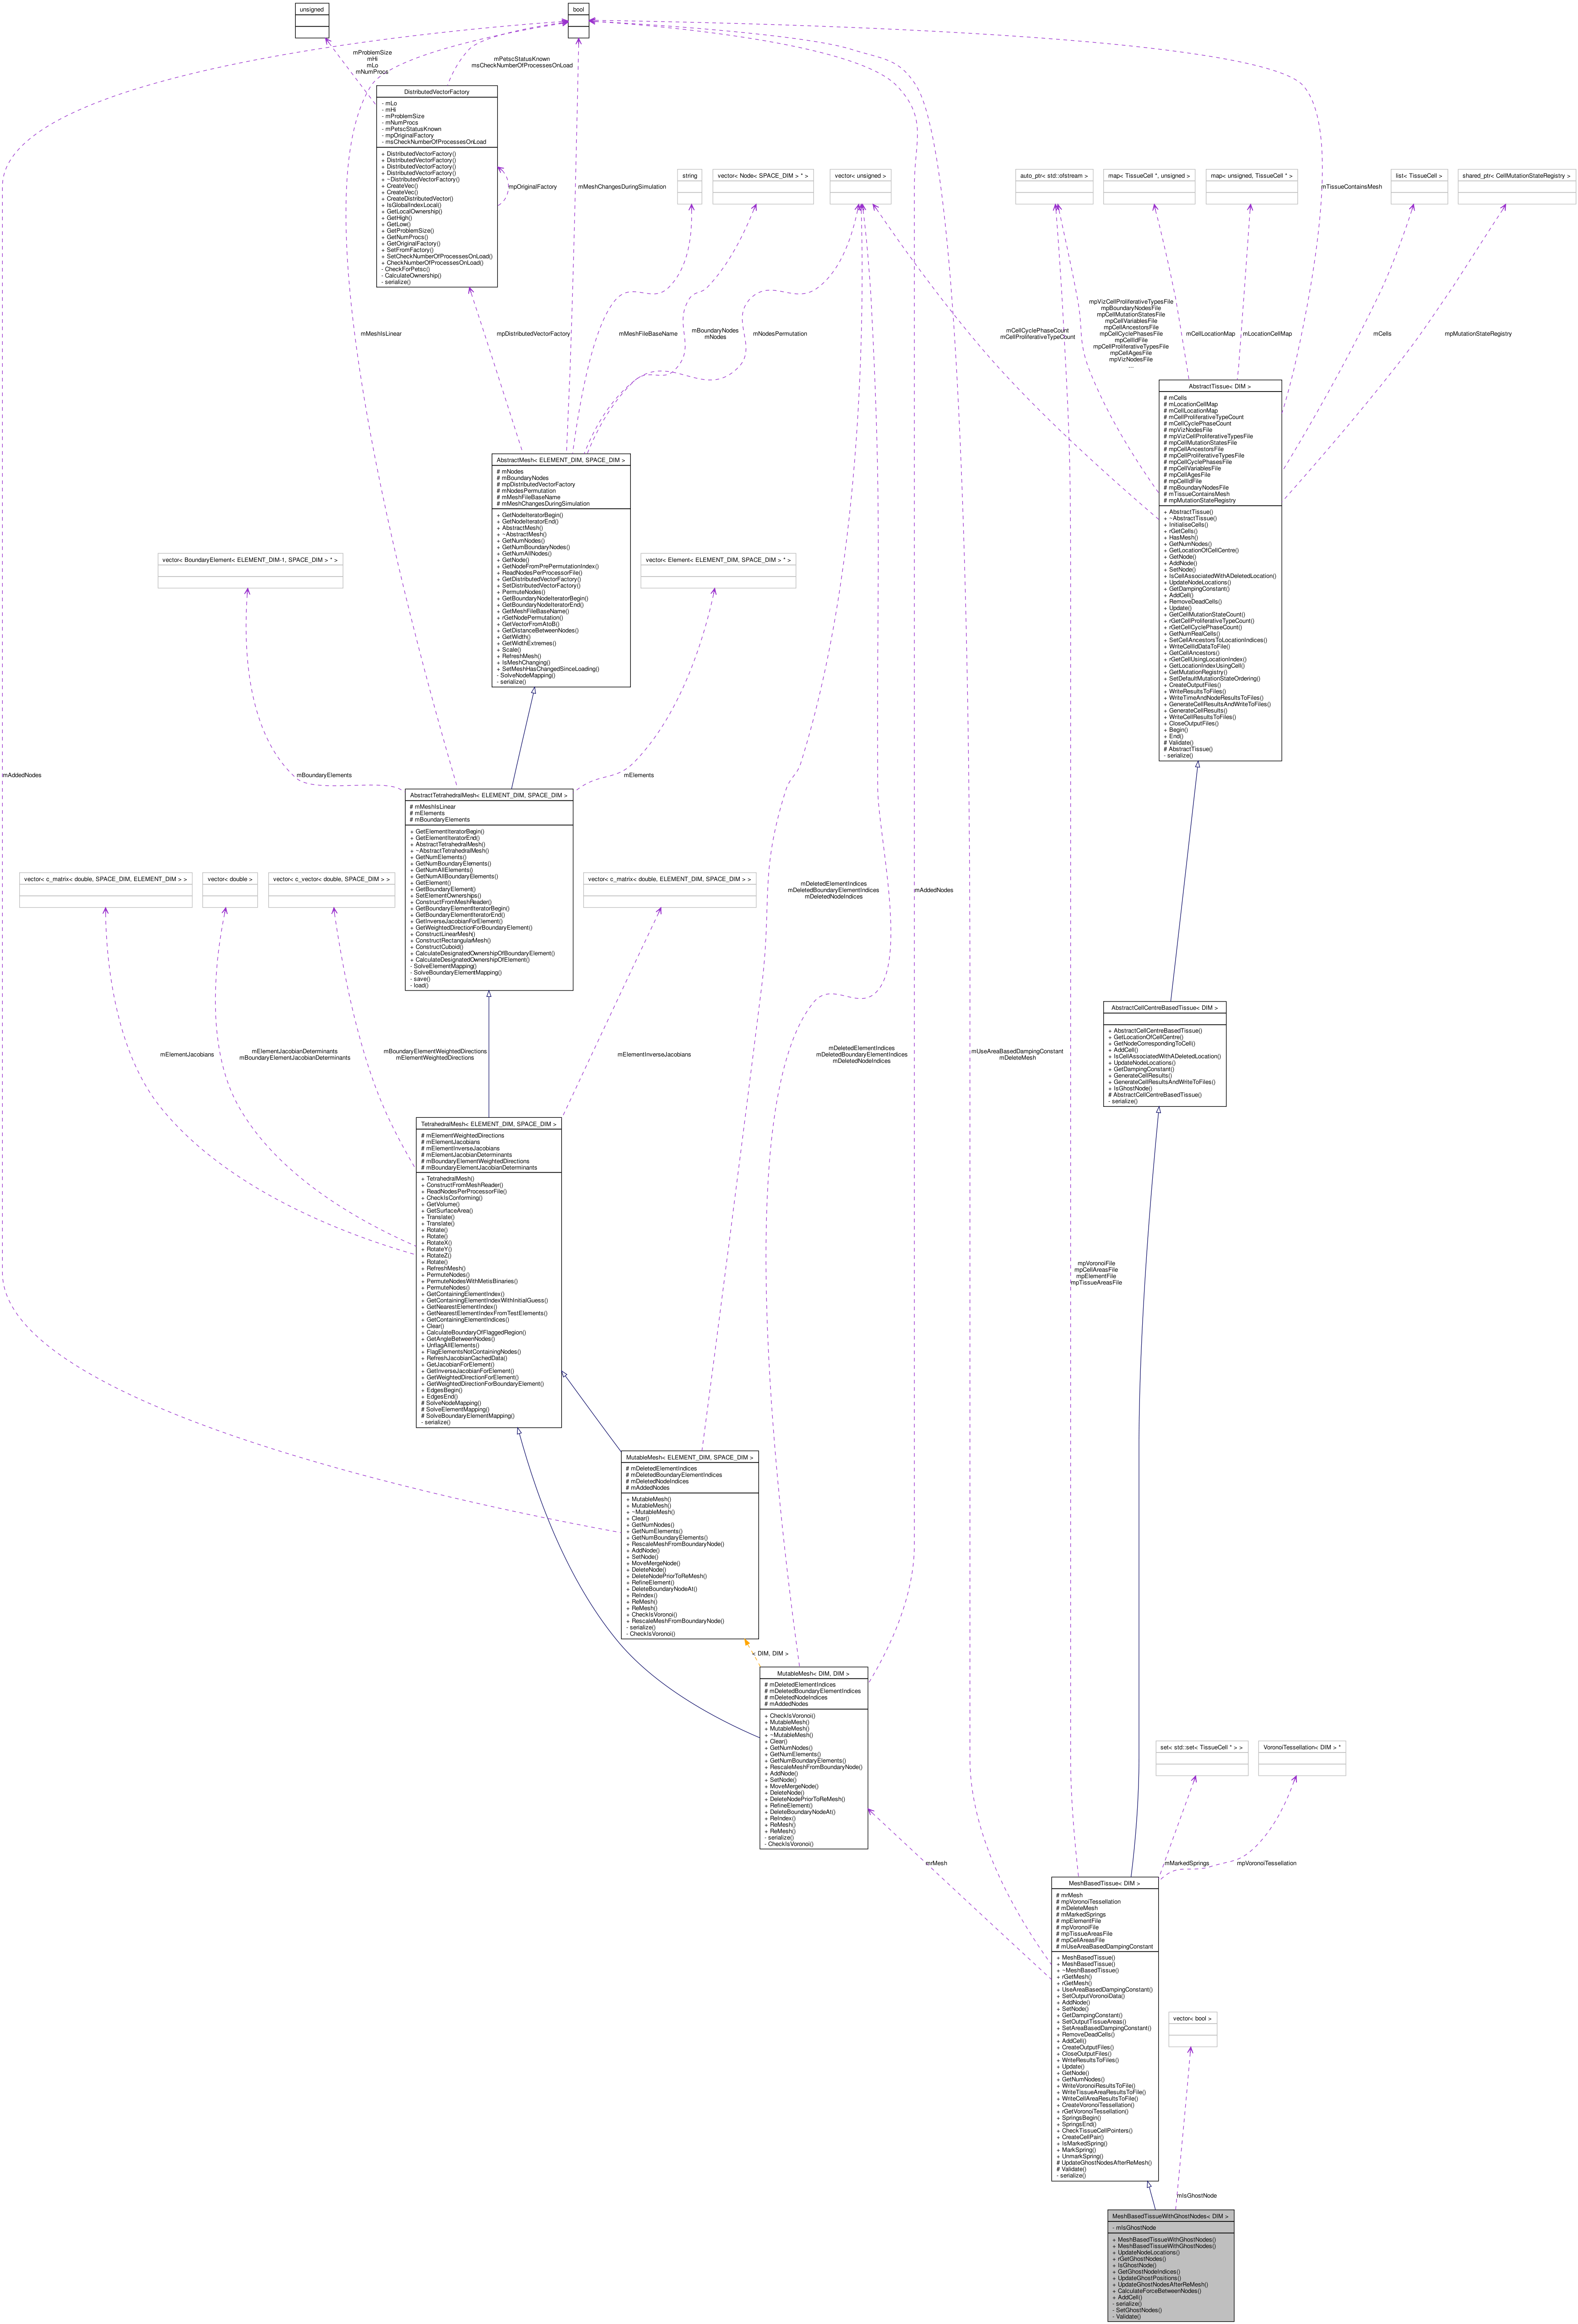 unsigned
bool
mProblemSize
mHi
mLo
mNumProcs
mPetscStatusKnown
msCheckNumberOfProcessesOnLoad
DistributedVectorFactory
- mLo
- mHi
- mProblemSize
- mNumProcs
- mPetscStatusKnown
- mpOriginalFactory
- msCheckNumberOfProcessesOnLoad
+ DistributedVectorFactory()
+ DistributedVectorFactory()
+ DistributedVectorFactory()
+ DistributedVectorFactory()
+ ~DistributedVectorFactory()
+ CreateVec()
+ CreateVec()
+ CreateDistributedVector()
+ IsGlobalIndexLocal()
+ GetLocalOwnership()
+ GetHigh()
+ GetLow()
+ GetProblemSize()
+ GetNumProcs()
+ GetOriginalFactory()
+ SetFromFactory()
+ SetCheckNumberOfProcessesOnLoad()
+ CheckNumberOfProcessesOnLoad()
- CheckForPetsc()
- CalculateOwnership()
- serialize()
mpOriginalFactory
mMeshChangesDuringSimulation
string
vector< Node< SPACE_DIM > * >
vector< unsigned >
auto_ptr< std::ofstream >
map< TissueCell *, unsigned >
map< unsigned, TissueCell * >
mTissueContainsMesh
list< TissueCell >
shared_ptr< CellMutationStateRegistry >
mMeshIsLinear
mpDistributedVectorFactory
mMeshFileBaseName
mBoundaryNodes
mNodes
mNodesPermutation
mCellCyclePhaseCount
mCellProliferativeTypeCount
mpVizCellProliferativeTypesFile
mpBoundaryNodesFile
mpCellMutationStatesFile
mpCellVariablesFile
mpCellAncestorsFile
mpCellCyclePhasesFile
mpCellIdFile
mpCellProliferativeTypesFile
mpCellAgesFile
mpVizNodesFile
...
mCellLocationMap
mLocationCellMap
mCells
mpMutationStateRegistry
AbstractTissue< DIM >
# mCells
# mLocationCellMap
# mCellLocationMap
# mCellProliferativeTypeCount
# mCellCyclePhaseCount
# mpVizNodesFile
# mpVizCellProliferativeTypesFile
# mpCellMutationStatesFile
# mpCellAncestorsFile
# mpCellProliferativeTypesFile
# mpCellCyclePhasesFile
# mpCellVariablesFile
# mpCellAgesFile
# mpCellIdFile
# mpBoundaryNodesFile
# mTissueContainsMesh
# mpMutationStateRegistry
+ AbstractTissue()
+ ~AbstractTissue()
+ InitialiseCells()
+ rGetCells()
+ HasMesh()
+ GetNumNodes()
+ GetLocationOfCellCentre()
+ GetNode()
+ AddNode()
+ SetNode()
+ IsCellAssociatedWithADeletedLocation()
+ UpdateNodeLocations()
+ GetDampingConstant()
+ AddCell()
+ RemoveDeadCells()
+ Update()
+ GetCellMutationStateCount()
+ rGetCellProliferativeTypeCount()
+ rGetCellCyclePhaseCount()
+ GetNumRealCells()
+ SetCellAncestorsToLocationIndices()
+ WriteCellIdDataToFile()
+ GetCellAncestors()
+ rGetCellUsingLocationIndex()
+ GetLocationIndexUsingCell()
+ GetMutationRegistry()
+ SetDefaultMutationStateOrdering()
+ CreateOutputFiles()
+ WriteResultsToFiles()
+ WriteTimeAndNodeResultsToFiles()
+ GenerateCellResultsAndWriteToFiles()
+ GenerateCellResults()
+ WriteCellResultsToFiles()
+ CloseOutputFiles()
+ Begin()
+ End()
# Validate()
# AbstractTissue()
- serialize()
AbstractMesh< ELEMENT_DIM, SPACE_DIM >
# mNodes
# mBoundaryNodes
# mpDistributedVectorFactory
# mNodesPermutation
# mMeshFileBaseName
# mMeshChangesDuringSimulation
+ GetNodeIteratorBegin()
+ GetNodeIteratorEnd()
+ AbstractMesh()
+ ~AbstractMesh()
+ GetNumNodes()
+ GetNumBoundaryNodes()
+ GetNumAllNodes()
+ GetNode()
+ GetNodeFromPrePermutationIndex()
+ ReadNodesPerProcessorFile()
+ GetDistributedVectorFactory()
+ SetDistributedVectorFactory()
+ PermuteNodes()
+ GetBoundaryNodeIteratorBegin()
+ GetBoundaryNodeIteratorEnd()
+ GetMeshFileBaseName()
+ rGetNodePermutation()
+ GetVectorFromAtoB()
+ GetDistanceBetweenNodes()
+ GetWidth()
+ GetWidthExtremes()
+ Scale()
+ RefreshMesh()
+ IsMeshChanging()
+ SetMeshHasChangedSinceLoading()
- SolveNodeMapping()
- serialize()
vector< BoundaryElement< ELEMENT_DIM-1, SPACE_DIM > * >
vector< Element< ELEMENT_DIM, SPACE_DIM > * >
mAddedNodes
mBoundaryElements
mElements
AbstractTetrahedralMesh< ELEMENT_DIM, SPACE_DIM >
# mMeshIsLinear
# mElements
# mBoundaryElements
+ GetElementIteratorBegin()
+ GetElementIteratorEnd()
+ AbstractTetrahedralMesh()
+ ~AbstractTetrahedralMesh()
+ GetNumElements()
+ GetNumBoundaryElements()
+ GetNumAllElements()
+ GetNumAllBoundaryElements()
+ GetElement()
+ GetBoundaryElement()
+ SetElementOwnerships()
+ ConstructFromMeshReader()
+ GetBoundaryElementIteratorBegin()
+ GetBoundaryElementIteratorEnd()
+ GetInverseJacobianForElement()
+ GetWeightedDirectionForBoundaryElement()
+ ConstructLinearMesh()
+ ConstructRectangularMesh()
+ ConstructCuboid()
+ CalculateDesignatedOwnershipOfBoundaryElement()
+ CalculateDesignatedOwnershipOfElement()
- SolveElementMapping()
- SolveBoundaryElementMapping()
- save()
- load()
vector< c_matrix< double, SPACE_DIM, ELEMENT_DIM > >
vector< double >
vector< c_vector< double, SPACE_DIM > >
vector< c_matrix< double, ELEMENT_DIM, SPACE_DIM > >
mDeletedElementIndices
mDeletedBoundaryElementIndices
mDeletedNodeIndices
mAddedNodes
AbstractCellCentreBasedTissue< DIM >
+ AbstractCellCentreBasedTissue()
+ GetLocationOfCellCentre()
+ GetNodeCorrespondingToCell()
+ AddCell()
+ IsCellAssociatedWithADeletedLocation()
+ UpdateNodeLocations()
+ GetDampingConstant()
+ GenerateCellResults()
+ GenerateCellResultsAndWriteToFiles()
+ IsGhostNode()
# AbstractCellCentreBasedTissue()
- serialize()
mElementJacobians
mElementJacobianDeterminants
mBoundaryElementJacobianDeterminants
mBoundaryElementWeightedDirections
mElementWeightedDirections
mElementInverseJacobians
mDeletedElementIndices
mDeletedBoundaryElementIndices
mDeletedNodeIndices
mUseAreaBasedDampingConstant
mDeleteMesh
TetrahedralMesh< ELEMENT_DIM, SPACE_DIM >
# mElementWeightedDirections
# mElementJacobians
# mElementInverseJacobians
# mElementJacobianDeterminants
# mBoundaryElementWeightedDirections
# mBoundaryElementJacobianDeterminants
+ TetrahedralMesh()
+ ConstructFromMeshReader()
+ ReadNodesPerProcessorFile()
+ CheckIsConforming()
+ GetVolume()
+ GetSurfaceArea()
+ Translate()
+ Translate()
+ Rotate()
+ Rotate()
+ RotateX()
+ RotateY()
+ RotateZ()
+ Rotate()
+ RefreshMesh()
+ PermuteNodes()
+ PermuteNodesWithMetisBinaries()
+ PermuteNodes()
+ GetContainingElementIndex()
+ GetContainingElementIndexWithInitialGuess()
+ GetNearestElementIndex()
+ GetNearestElementIndexFromTestElements()
+ GetContainingElementIndices()
+ Clear()
+ CalculateBoundaryOfFlaggedRegion()
+ GetAngleBetweenNodes()
+ UnflagAllElements()
+ FlagElementsNotContainingNodes()
+ RefreshJacobianCachedData()
+ GetJacobianForElement()
+ GetInverseJacobianForElement()
+ GetWeightedDirectionForElement()
+ GetWeightedDirectionForBoundaryElement()
+ EdgesBegin()
+ EdgesEnd()
# SolveNodeMapping()
# SolveElementMapping()
# SolveBoundaryElementMapping()
- serialize()
mpVoronoiFile
mpCellAreasFile
mpElementFile
mpTissueAreasFile
MutableMesh< ELEMENT_DIM, SPACE_DIM >
# mDeletedElementIndices
# mDeletedBoundaryElementIndices
# mDeletedNodeIndices
# mAddedNodes
+ MutableMesh()
+ MutableMesh()
+ ~MutableMesh()
+ Clear()
+ GetNumNodes()
+ GetNumElements()
+ GetNumBoundaryElements()
+ RescaleMeshFromBoundaryNode()
+ AddNode()
+ SetNode()
+ MoveMergeNode()
+ DeleteNode()
+ DeleteNodePriorToReMesh()
+ RefineElement()
+ DeleteBoundaryNodeAt()
+ ReIndex()
+ ReMesh()
+ ReMesh()
+ CheckIsVoronoi()
+ RescaleMeshFromBoundaryNode()
- serialize()
- CheckIsVoronoi()
< DIM, DIM >
MutableMesh< DIM, DIM >
# mDeletedElementIndices
# mDeletedBoundaryElementIndices
# mDeletedNodeIndices
# mAddedNodes
+ CheckIsVoronoi()
+ MutableMesh()
+ MutableMesh()
+ ~MutableMesh()
+ Clear()
+ GetNumNodes()
+ GetNumElements()
+ GetNumBoundaryElements()
+ RescaleMeshFromBoundaryNode()
+ AddNode()
+ SetNode()
+ MoveMergeNode()
+ DeleteNode()
+ DeleteNodePriorToReMesh()
+ RefineElement()
+ DeleteBoundaryNodeAt()
+ ReIndex()
+ ReMesh()
+ ReMesh()
- serialize()
- CheckIsVoronoi()
set< std::set< TissueCell * > >
VoronoiTessellation< DIM > *
mrMesh
mMarkedSprings
mpVoronoiTessellation
MeshBasedTissue< DIM >
# mrMesh
# mpVoronoiTessellation
# mDeleteMesh
# mMarkedSprings
# mpElementFile
# mpVoronoiFile
# mpTissueAreasFile
# mpCellAreasFile
# mUseAreaBasedDampingConstant
+ MeshBasedTissue()
+ MeshBasedTissue()
+ ~MeshBasedTissue()
+ rGetMesh()
+ rGetMesh()
+ UseAreaBasedDampingConstant()
+ SetOutputVoronoiData()
+ AddNode()
+ SetNode()
+ GetDampingConstant()
+ SetOutputTissueAreas()
+ SetAreaBasedDampingConstant()
+ RemoveDeadCells()
+ AddCell()
+ CreateOutputFiles()
+ CloseOutputFiles()
+ WriteResultsToFiles()
+ Update()
+ GetNode()
+ GetNumNodes()
+ WriteVoronoiResultsToFile()
+ WriteTissueAreaResultsToFile()
+ WriteCellAreaResultsToFile()
+ CreateVoronoiTessellation()
+ rGetVoronoiTessellation()
+ SpringsBegin()
+ SpringsEnd()
+ CheckTissueCellPointers()
+ CreateCellPair()
+ IsMarkedSpring()
+ MarkSpring()
+ UnmarkSpring()
# UpdateGhostNodesAfterReMesh()
# Validate()
- serialize()
vector< bool >
mIsGhostNode
MeshBasedTissueWithGhostNodes< DIM >
- mIsGhostNode
+ MeshBasedTissueWithGhostNodes()
+ MeshBasedTissueWithGhostNodes()
+ UpdateNodeLocations()
+ rGetGhostNodes()
+ IsGhostNode()
+ GetGhostNodeIndices()
+ UpdateGhostPositions()
+ UpdateGhostNodesAfterReMesh()
+ CalculateForceBetweenNodes()
+ AddCell()
- serialize()
- SetGhostNodes()
- Validate()